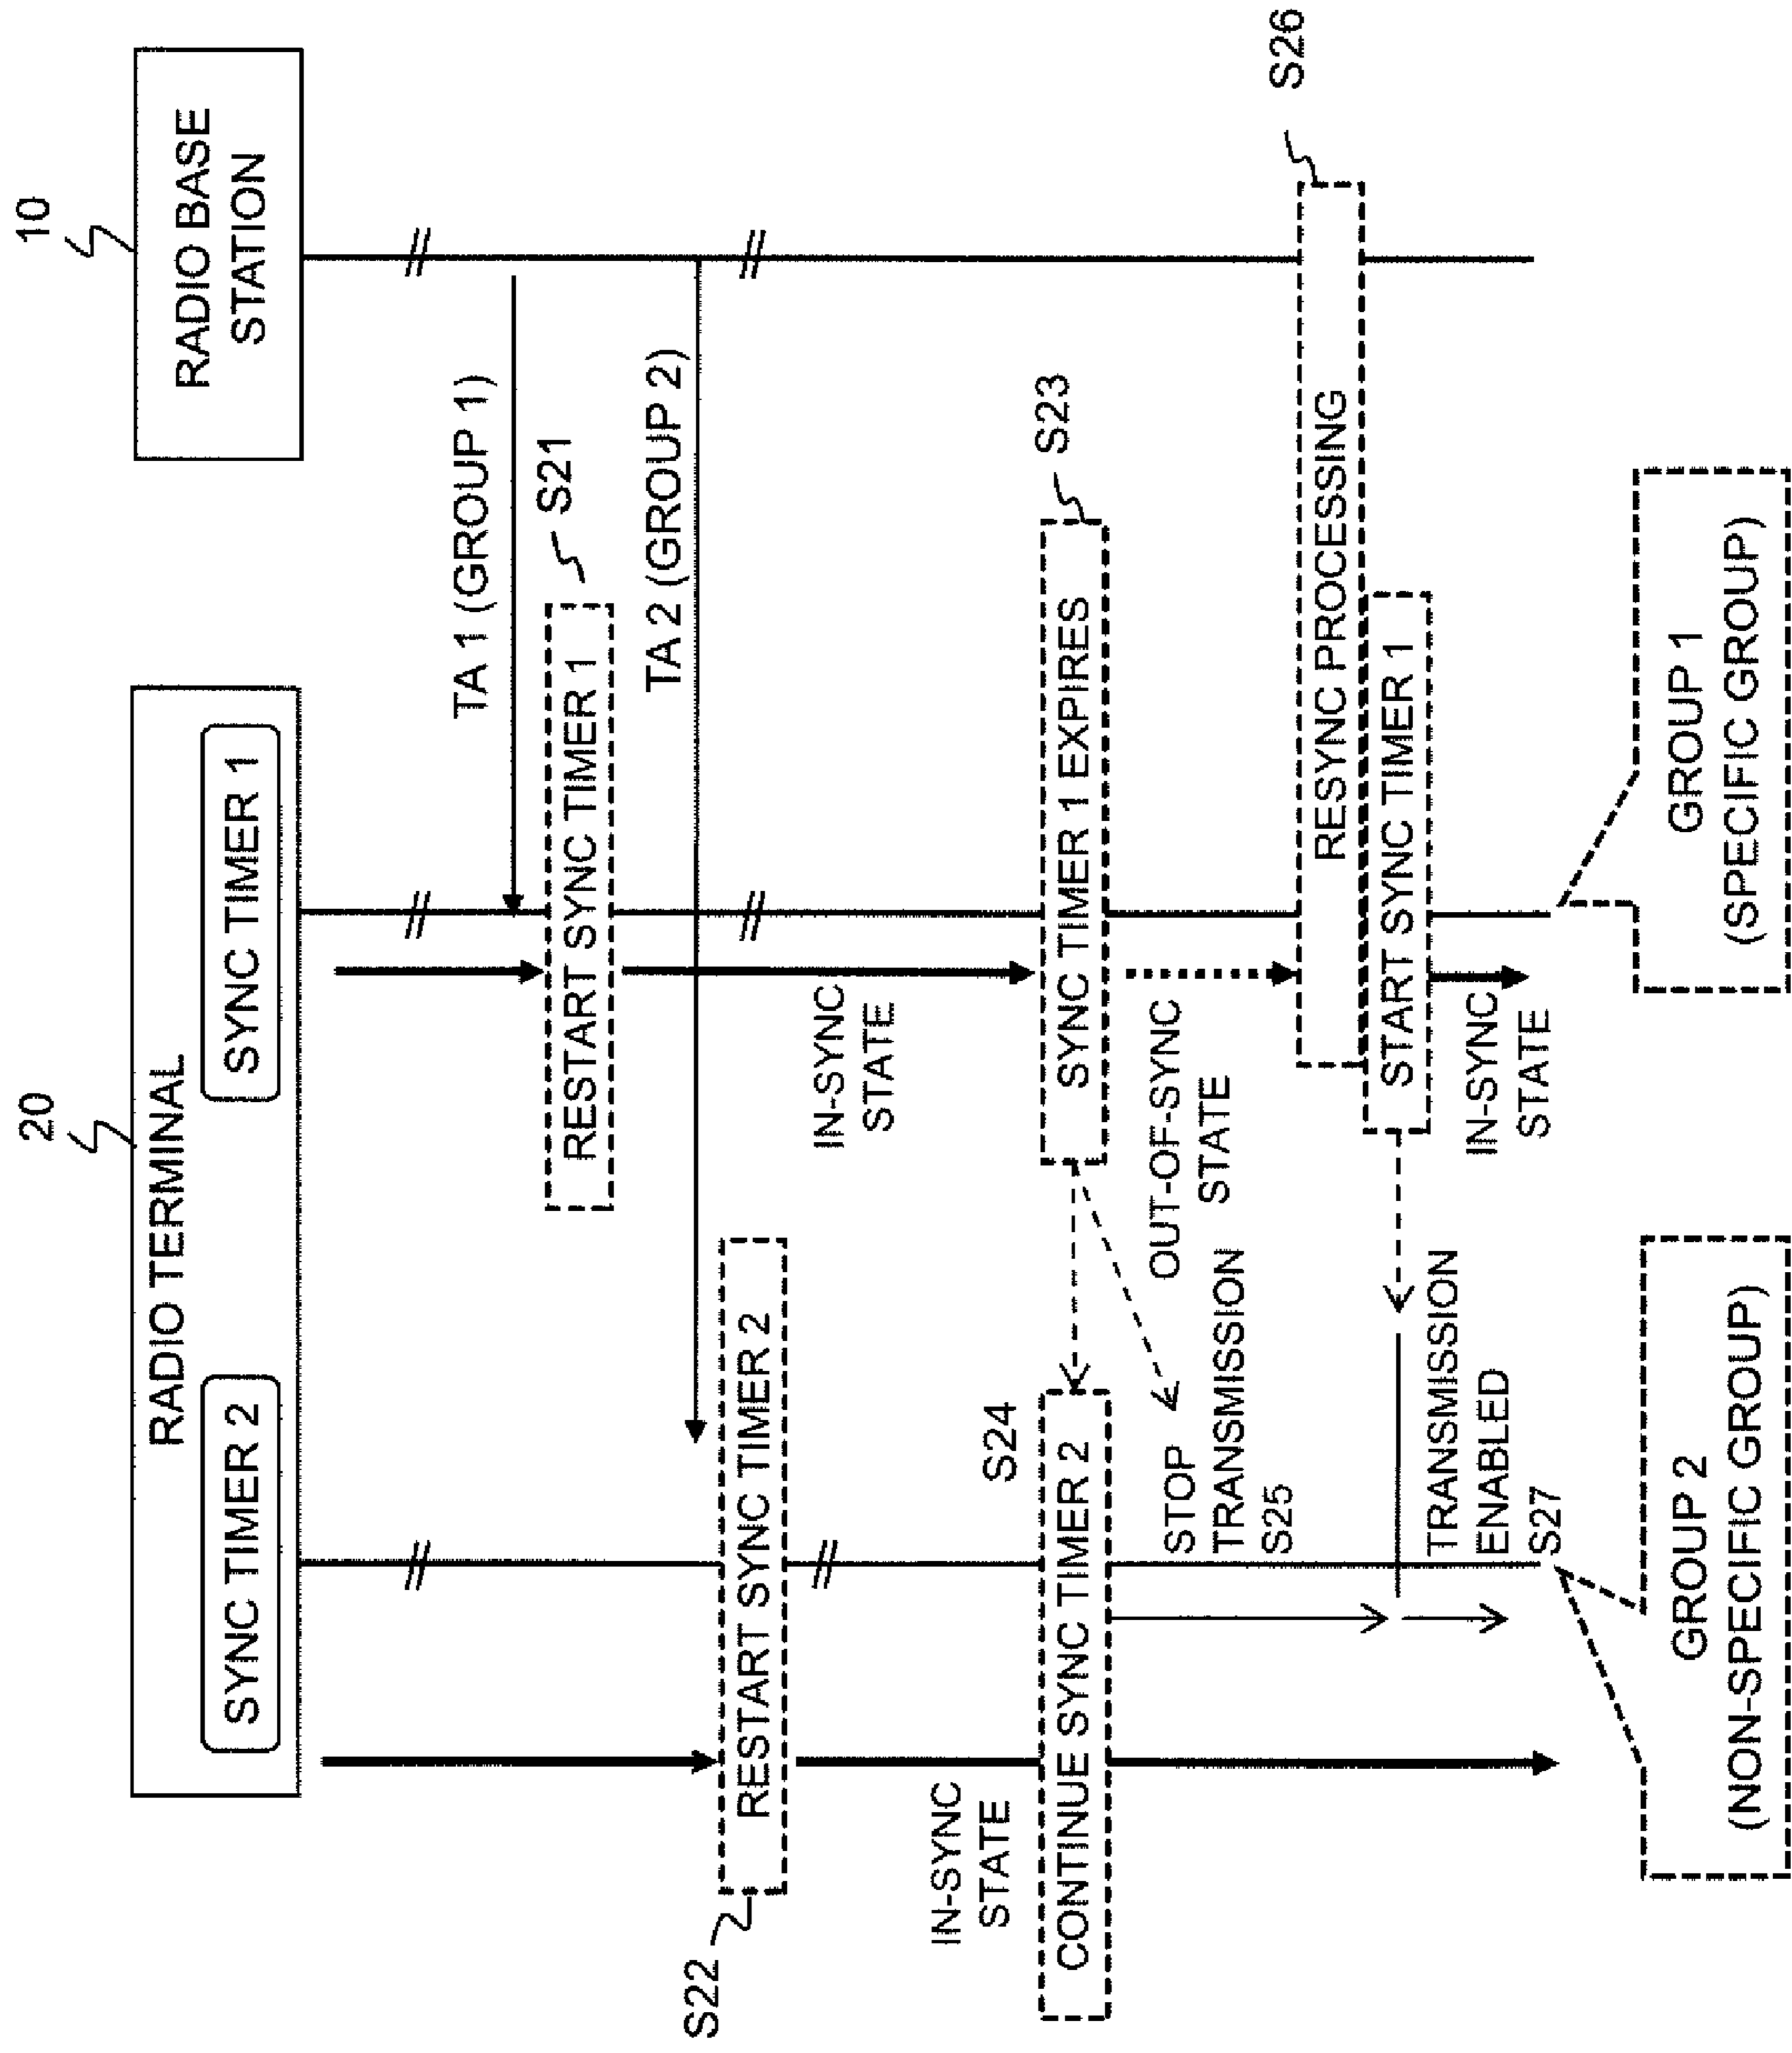 20
10
RADIO TERMINAL
SYNC TIMER 2
SYNC TIMER 1
RADIO BASE
STATION
TA 1 (GROUP 1)
RESTART SYNC TIMER 1
S21
TA 2 (GROUP 2)
S22
RESTART SYNC TIMER 2
IN-SYNC
STATE
IN-SYNC
STATE
S24
CONTINUE SYNC TIMER 2
SYNC TIMER 1 EXPIRES
S23
STOP
TRANSMISSION
S25
OUT-OF-SYNC
STATE
RESYNC PROCESSING
S26
START SYNC TIMER 1
TRANSMISSION
ENABLED
S27
IN-SYNC
STATE
GROUP 2
(NON-SPECIFIC GROUP)
GROUP 1
(SPECIFIC GROUP)